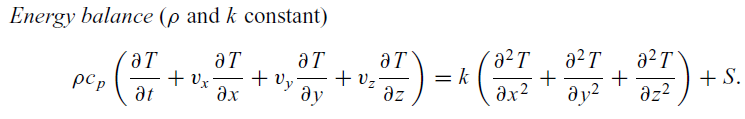 Energy balance (ρ and k constant)
ρc_p (∂T/∂t + v_x ∂T/∂x + v_y ∂T/∂y + v_z ∂T/∂z) = k (∂²T/∂x² + ∂²T/∂y² + ∂²T/∂z²) + S.